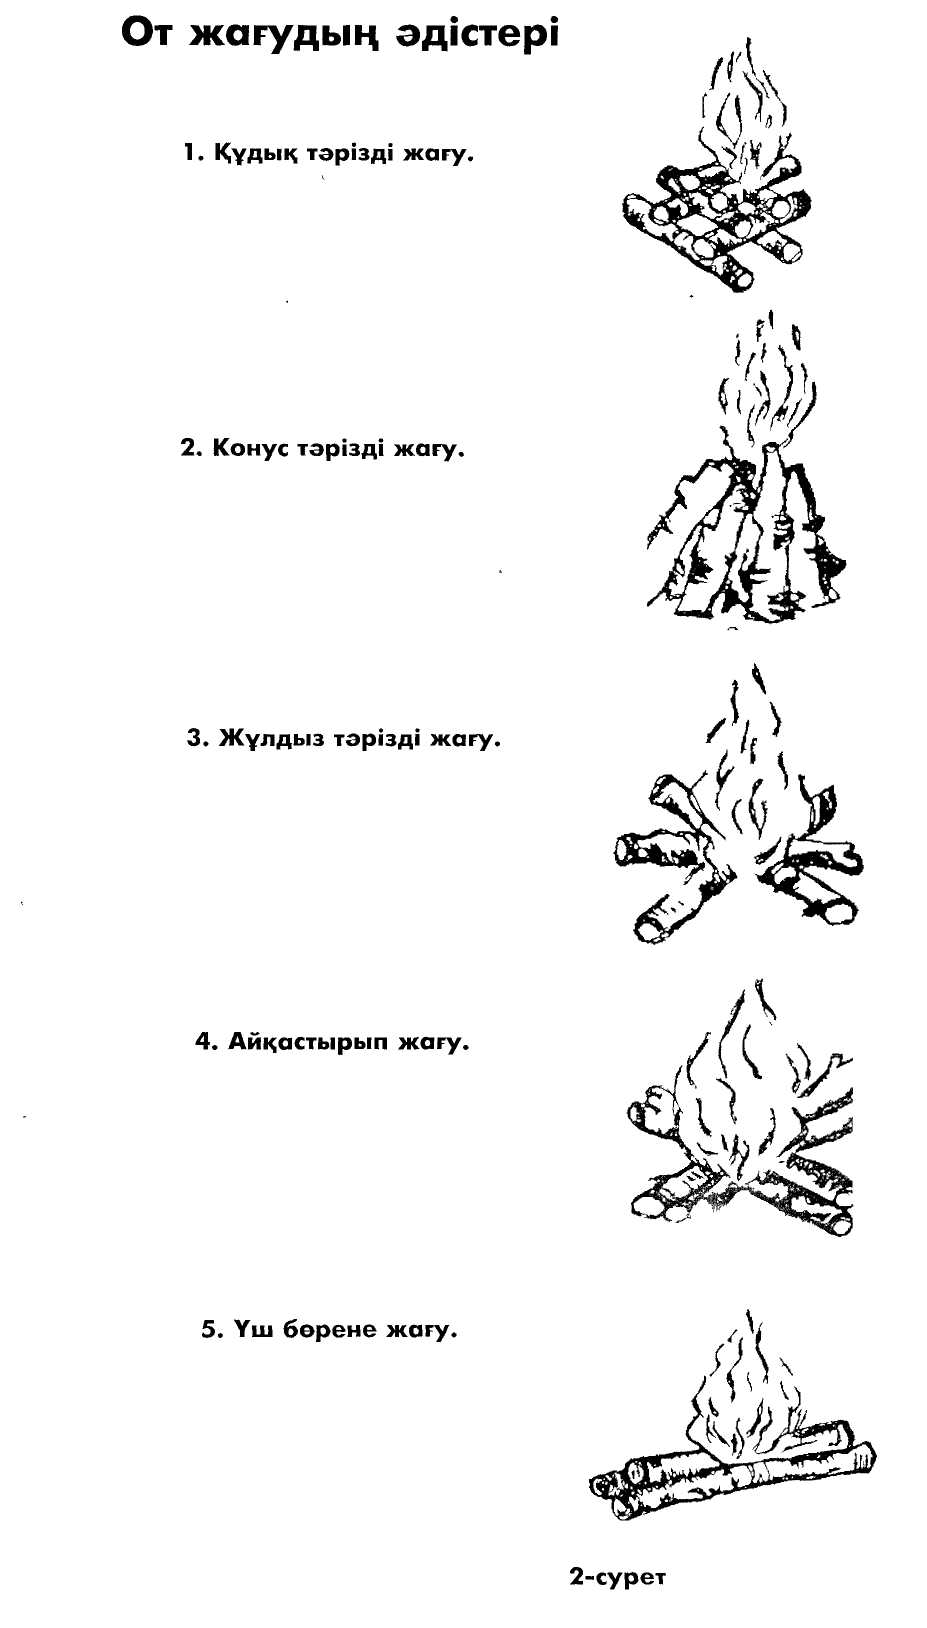 От жағудың әдістері
1. Құдық тәрізді жағу.
2. Конус тәрізді жағу.
3. Жұлдыз тәрізді жағу.
4. Айқастырып жағу.
5. Үш бөрене жағу.
2-сурет